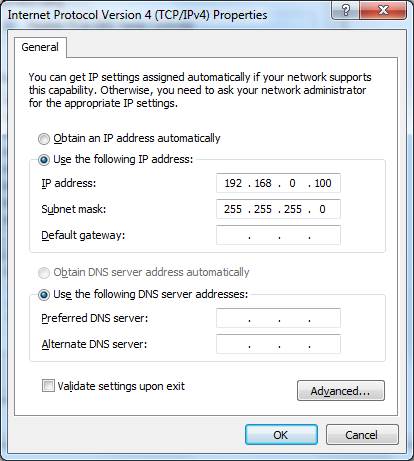 Internet Protocol Version 4 (TCP/IPv4) Properties
General
You can get IP settings assigned automatically if your network supports
this capability. Otherwise, you need to ask your network administrator
for the appropriate IP settings.
Obtain an IP address automatically
Use the following IP address:
IP address: 192 . 168 . 0 . 100
Subnet mask: 255 . 255 . 255 . 0
Default gateway: . . .
Obtain DNS server address automatically
Use the following DNS server addresses:
Preferred DNS server: . . .
Alternate DNS server: . . .
Validate settings upon exit
Advanced...
OK Cancel